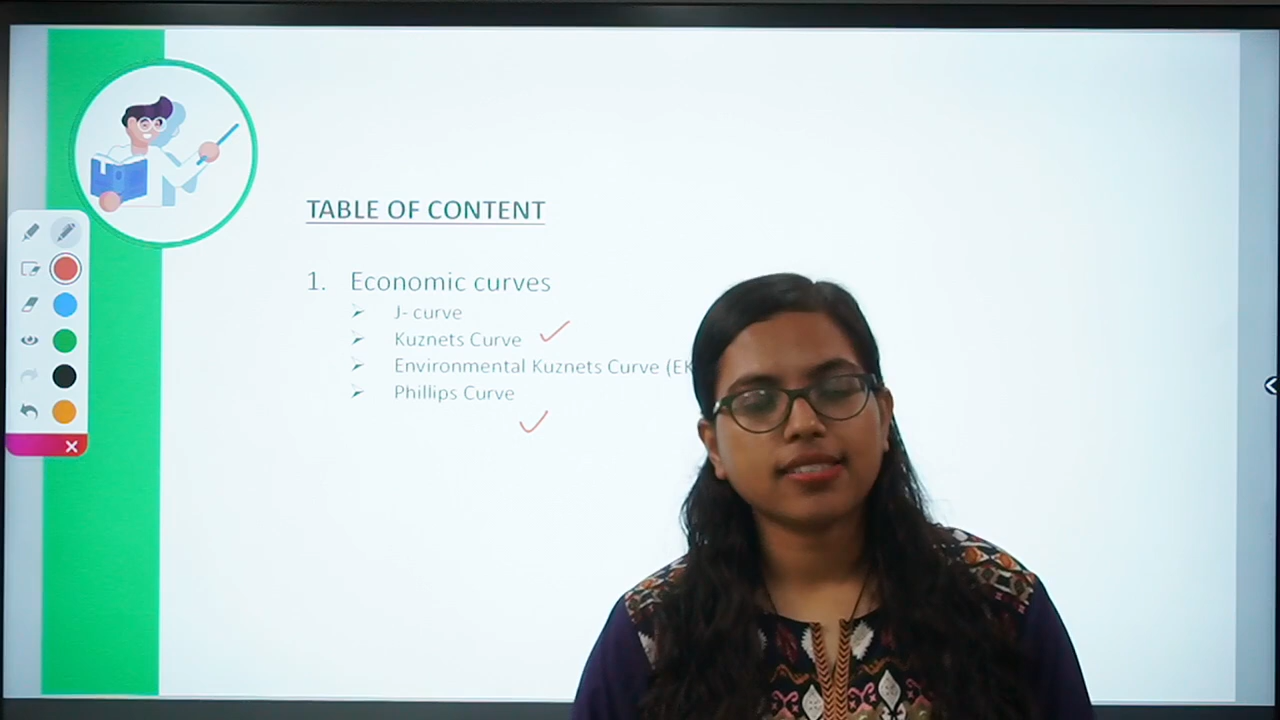 TABLE OF CONTENT
1. Economic curves
➢ J- curve
➢ Kuznets Curve
➢ Environmental Kuznets Curve (EK
➢ Phillips Curve